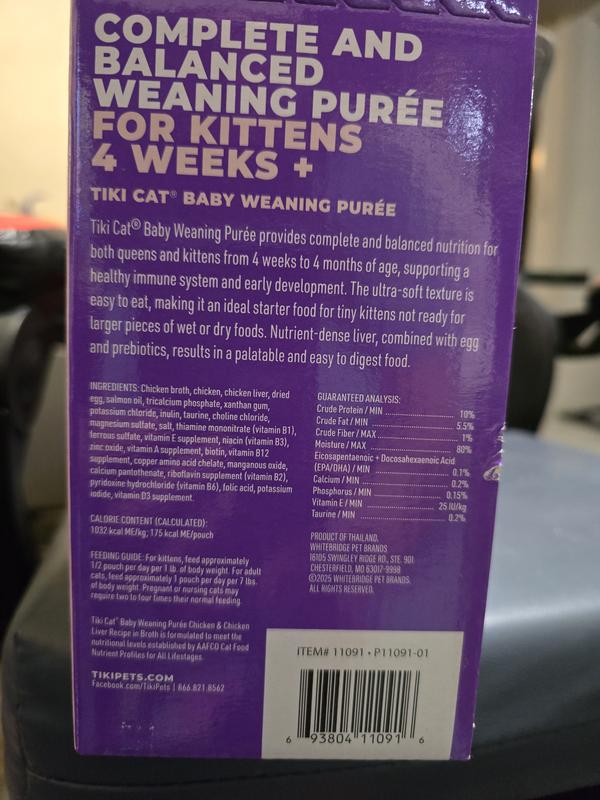 COMPLETE AND
BALANCED
WEANING PURÉE
FOR KITTENS
4 WEEKS +
TIKI CAT® BABY WEANING PURÉE
Tiki Cat® Baby Weaning Purée provides complete and balanced nutrition for
both queens and kittens from 4 weeks to 4 months of age, supporting a
healthy immune system and early development. The ultra-soft texture is
easy to eat, making it an ideal starter food for tiny kittens not ready for
larger pieces of wet or dry foods. Nutrient-dense liver, combined with egg
and prebiotics, results in a palatable and easy to digest food.
INGREDIENTS: Chicken broth, chicken, chicken liver, dried
egg, salmon oil, tricalcium phosphate, xanthan gum,
potassium chloride, inulin, taurine, choline chloride,
magnesium sulfate, salt, thiamine mononitrate (vitamin B1),
ferrous sulfate, vitamin E supplement, niacin (vitamin B3),
zinc oxide, vitamin A supplement, biotin, vitamin B12
supplement, copper amino acid chelate, manganous oxide,
calcium pantothenate, riboflavin supplement (vitamin B2),
pyridoxine hydrochloride (vitamin B6), folic acid, potassium
iodide, vitamin D3 supplement.
CALORIE CONTENT (CALCULATED):
1032 kcal ME/kg; 175 kcal ME/pouch
FEEDING GUIDE: For kittens, feed approximately
1/2 pouch per day per 1 lb. of body weight. For adult
cats, feed approximately 1 pouch per day per 7 lbs.
of body weight. Pregnant or nursing cats may
require two to four times their normal feeding.
Tiki Cat® Baby Weaning Purée Chicken & Chicken
Liver Recipe in Broth is formulated to meet the
nutritional levels established by AAFCO Cat Food
Nutrient Profiles for All Lifestages.
TIKIPETS.COM
Facebook.com/TikiPets | 866.821.8562
GUARANTEED ANALYSIS:
Crude Protein / MIN 10%
Crude Fat / MIN 5.5%
Crude Fiber / MAX 1%
Moisture / MAX 80%
Eicosapentaenoic + Docosahexaenoic Acid
(EPA/DHA) / MIN 0.1%
Calcium / MIN 0.2%
Phosphorus / MIN 0.15%
Vitamin E / MIN 25 IU/kg
Taurine / MIN 0.2%
PRODUCT OF THAILAND.
WHITEBRIDGE PET BRANDS
16105 SWINGLEY RIDGE RD., STE. 901
CHESTERFIELD, MO 63017-9998
©2025 WHITEBRIDGE PET BRANDS.
ALL RIGHTS RESERVED.
ITEM# 11091 • P11091-01
6 93804 11091 6